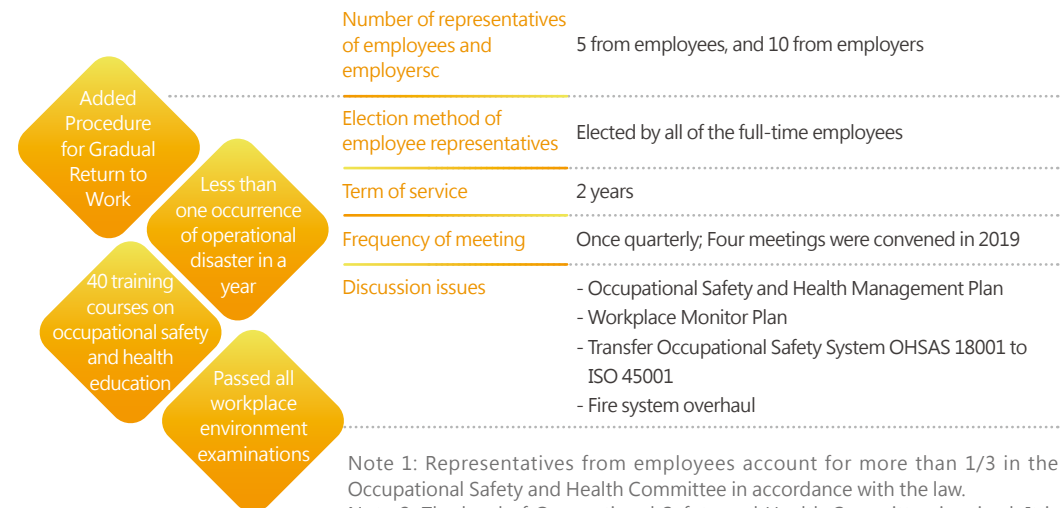 Added
Procedure
for Gradual
Return to
Work
Less than
one occurrence
of operational
disaster in a
year
40 training
courses on
occupational safety
and health
education
Passed all
workplace
environment
examinations
Number of representatives
of employees and
employersc
5 from employees, and 10 from employers
Election method of
employee representatives
Elected by all of the full-time employees
Term of service
2 years
Frequency of meeting
Once quarterly; Four meetings were convened in 2019
Discussion issues
- Occupational Safety and Health Management Plan
- Workplace Monitor Plan
- Transfer Occupational Safety System OHSAS 18001 to
ISO 45001
- Fire system overhaul
Note 1: Representatives from employees account for more than 1/3 in the
Occupational Safety and Health Committee in accordance with the law.